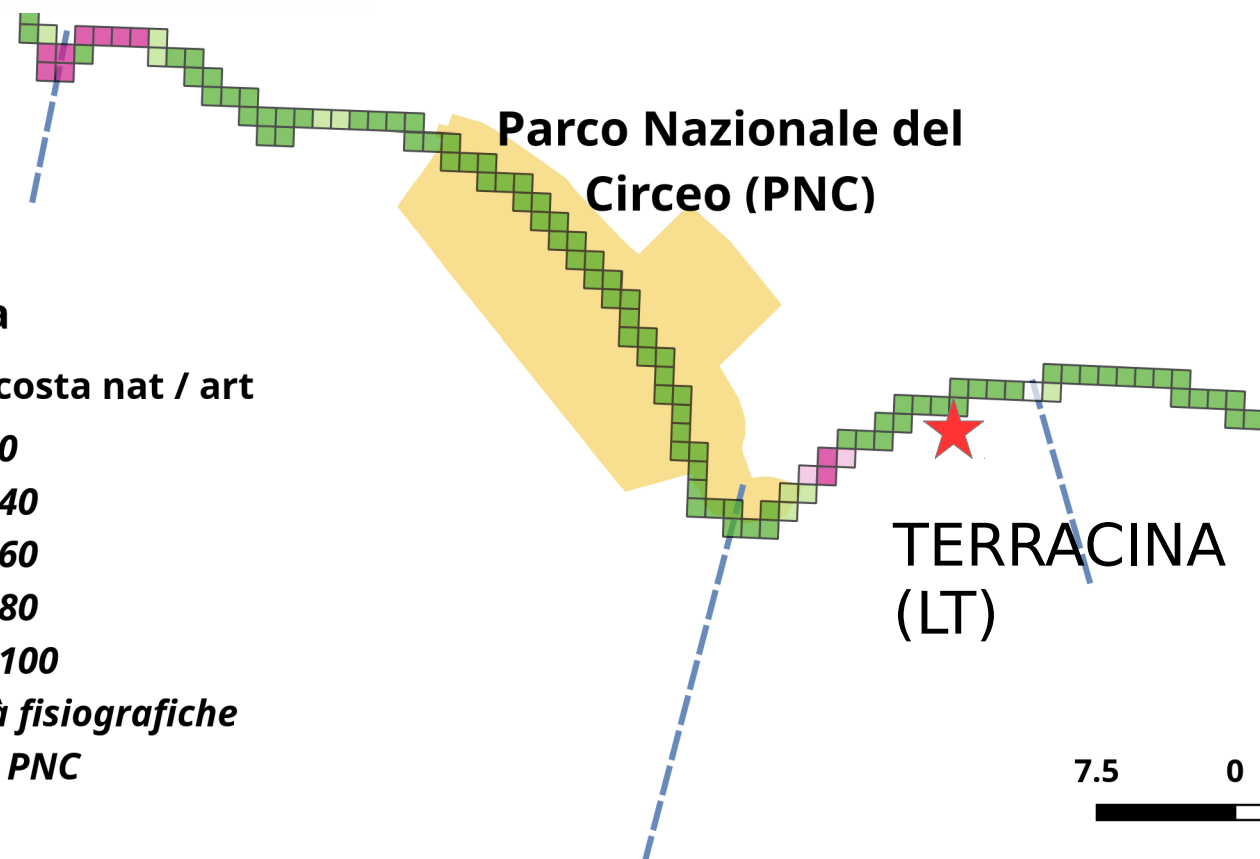 Parco Nazionale del
Circeo (PNC)
costa nat / art
0
40
60
80
100
fisiografiche
PNC
TERRACINA
(LT)
7.5 0